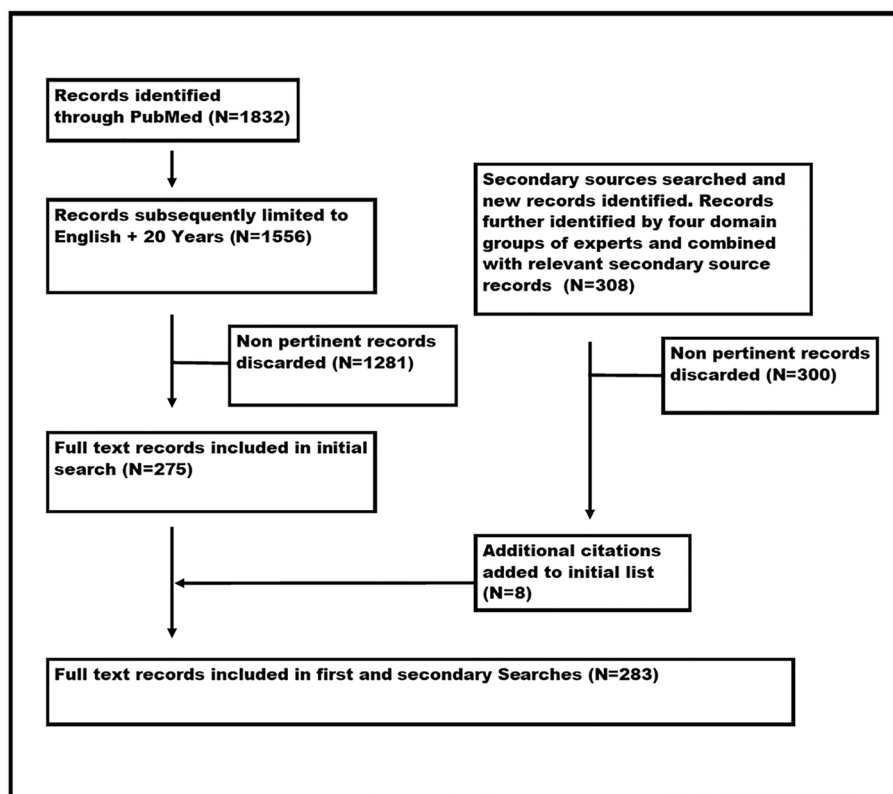 Records identified
through PubMed (N=1832)
Records subsequently limited to
English + 20 Years (N=1556)
Non pertinent records
discarded (N=1281)
Full text records included in initial
search (N=275)
Secondary sources searched and
new records identified. Records
further identified by four domain
groups of experts and combined
with relevant secondary source
records (N=308)
Non pertinent records
discarded (N=300)
Additional citations
added to initial list
(N=8)
Full text records included in first and secondary Searches (N=283)